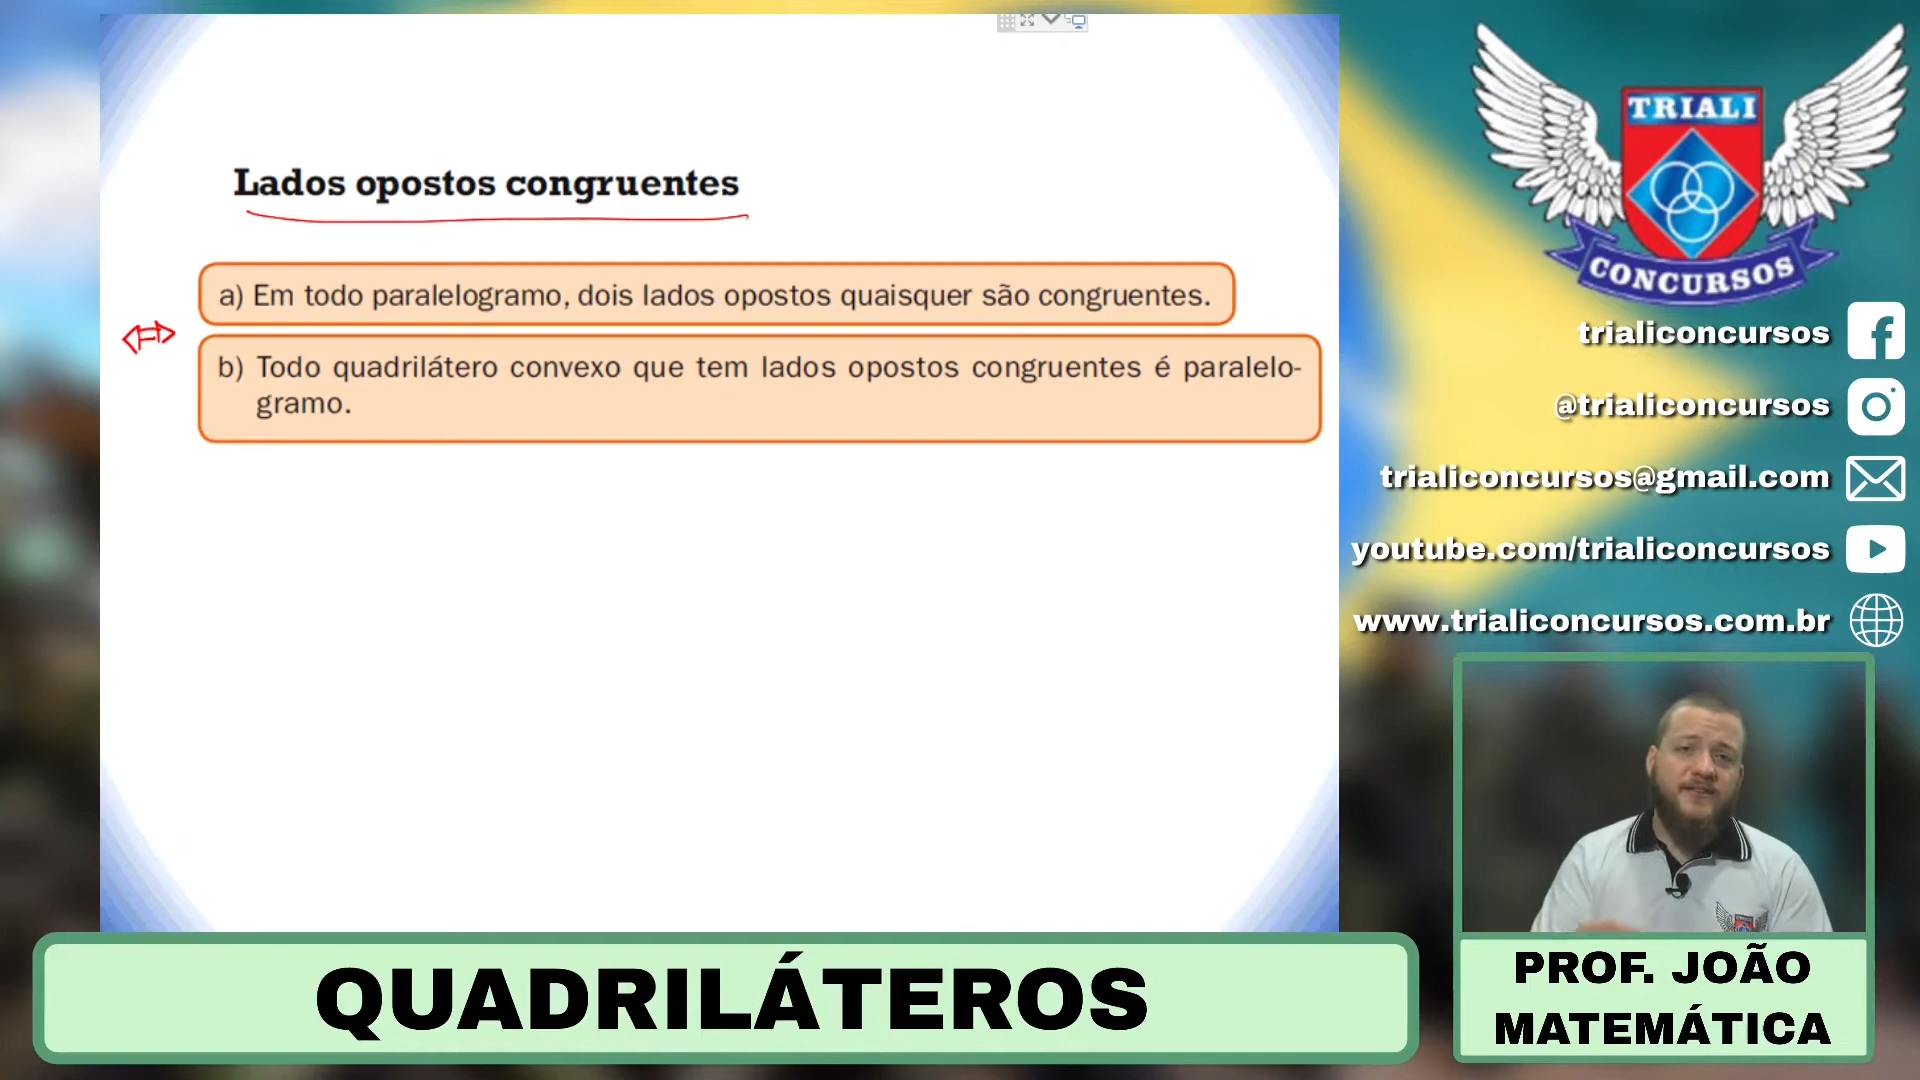 Lados opostos congruentes
a) Em todo paralelogramo, dois lados opostos quaisquer são congruentes.
b) Todo quadrilátero convexo que tem lados opostos congruentes é paralelo-
gramo.
TRIALI
CONCURSOS
trialiconcursos
@trialiconcursos
trialiconcursos@gmail.com
youtube.com/trialiconcursos
www.trialiconcursos.com.br
QUADRILÁTEROS
PROF. JOÃO
MATEMÁTICA